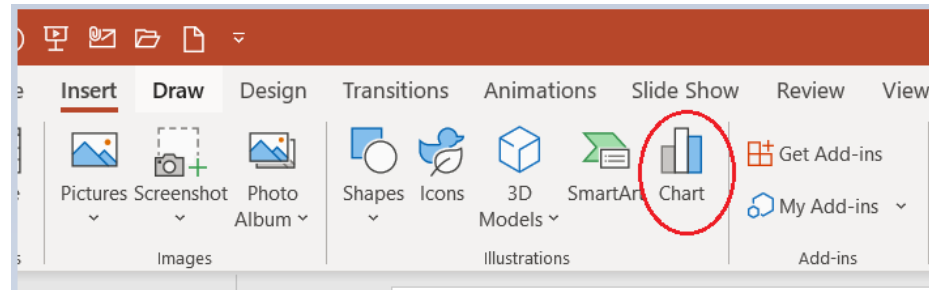 Insert Draw Design Transitions Animations Slide Show Review View
Pictures Screenshot Photo Album
Shapes Icons 3D Models SmartArt Chart
Get Add-ins
My Add-ins
Images Illustrations Add-ins